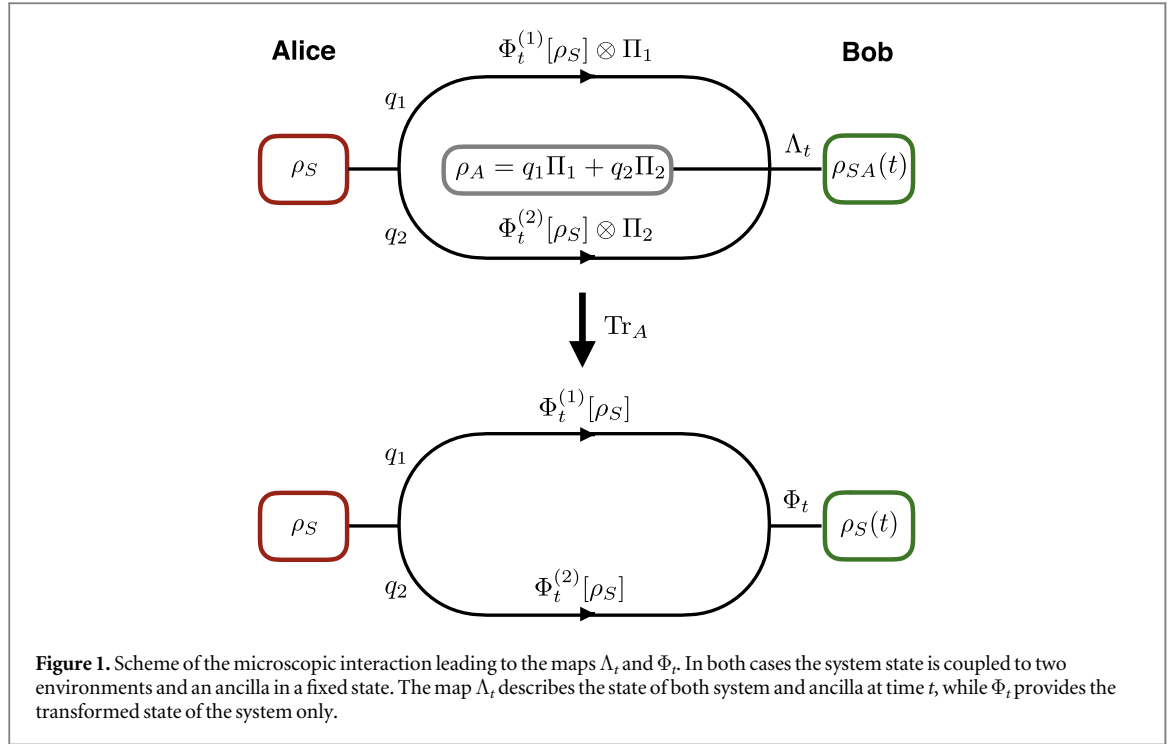 Alice
Φ_t^{(1)}[ρ_S] ⊗ Π_1
Bob
q_1
Λ_t
ρ_S
ρ_A = q_1Π_1 + q_2Π_2
ρ_{SA}(t)
Φ_t^{(2)}[ρ_S] ⊗ Π_2
q_2
Tr_A
Φ_t^{(1)}[ρ_S]
q_1
Φ_t
ρ_S
ρ_S(t)
Φ_t^{(2)}[ρ_S]
q_2
Figure 1. Scheme of the microscopic interaction leading to the maps Λ_t and Φ_t. In both cases the system state is coupled to two
environments and an ancilla in a fixed state. The map Λ_t describes the state of both system and ancilla at time t, while Φ_t provides the
transformed state of the system only.